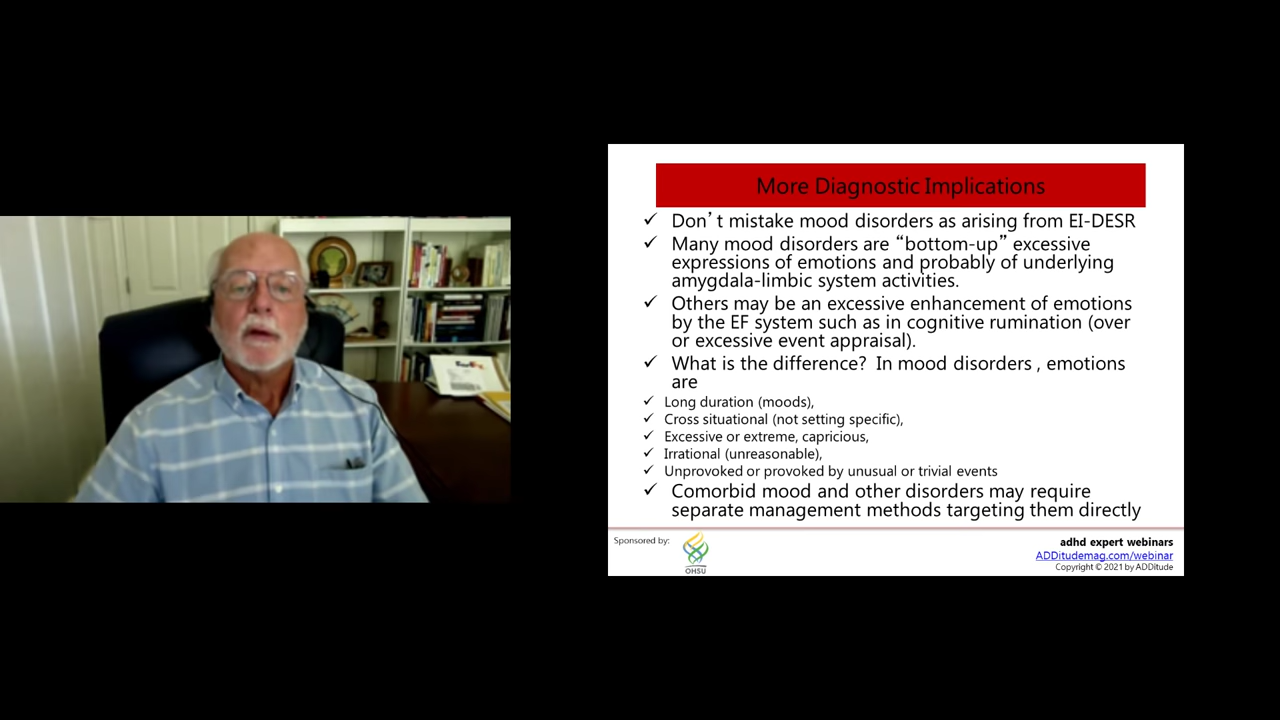 More Diagnostic Implications
✓ Don’t mistake mood disorders as arising from EI-DESR
✓ Many mood disorders are “bottom-up” excessive
expressions of emotions and probably of underlying
amygdala-limbic system activities.
✓ Others may be an excessive enhancement of emotions
by the EF system such as in cognitive rumination (over
or excessive event appraisal).
✓ What is the difference? In mood disorders , emotions
are
✓ Long duration (moods),
✓ Cross situational (not setting specific),
✓ Excessive or extreme, capricious,
✓ Irrational (unreasonable),
✓ Unprovoked or provoked by unusual or trivial events
✓ Comorbid mood and other disorders may require
separate management methods targeting them directly
Sponsored by:
OHSU
adhd expert webinars
ADDitudemag.com/webinar
Copyright © 2021 by ADDitude